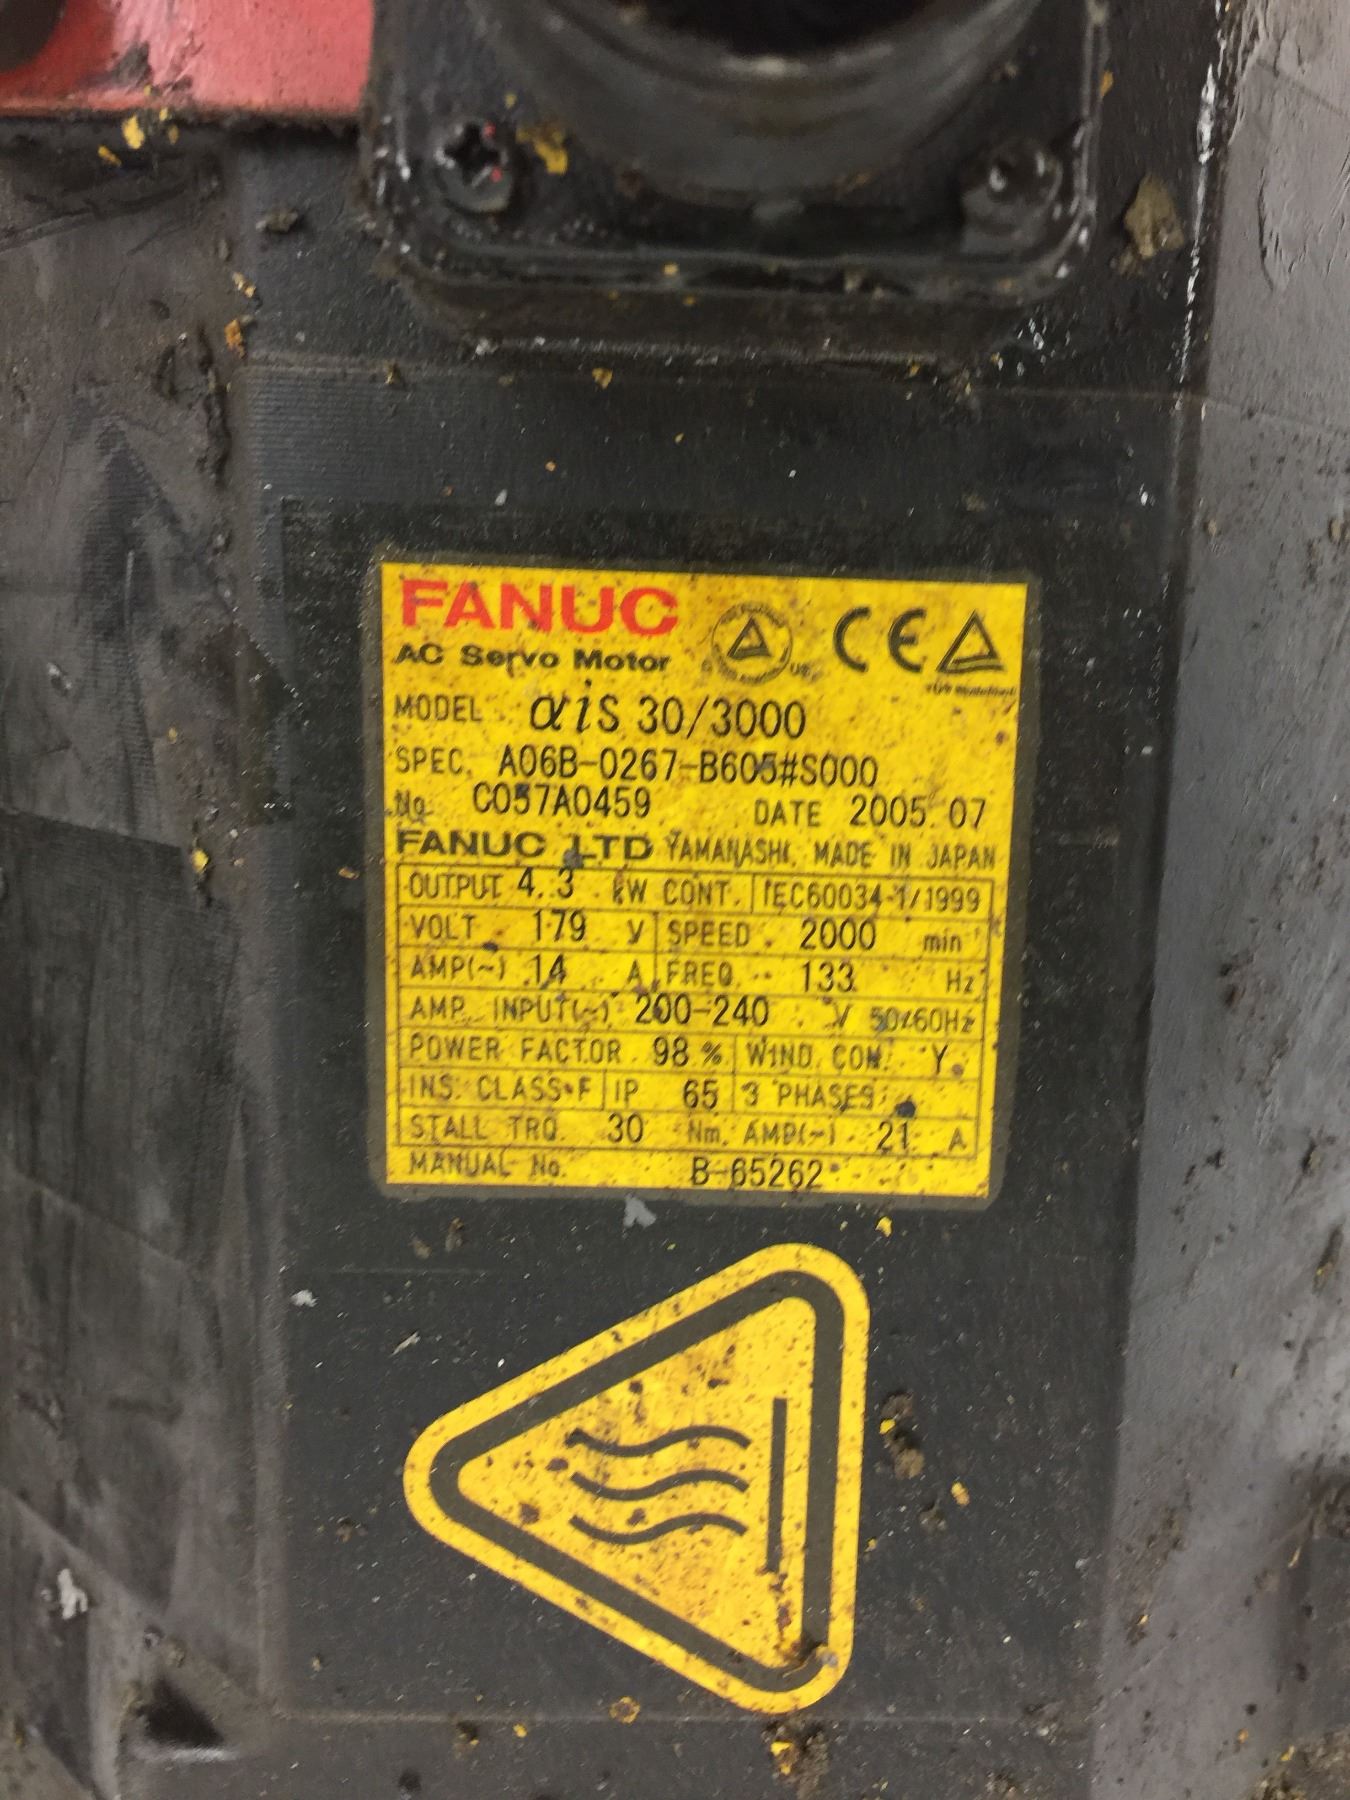 FANUC
AC Servo Motor
US
CE
MODEL αiS 30/3000
SPEC. A06B-0267-B605#S000
No. C057A0459 DATE 2005.07
FANUC LTD YAMANASHI, MADE IN JAPAN
OUTPUT 4.3 kW CONT. IEC60034-1/1999
VOLT 179 V SPEED 2000 min⁻¹
AMP(~) 14 A FREQ. 133 Hz
AMP. INPUT(~) 200-240 V 50/60Hz
POWER FACTOR 98 % WIND. CON. Y
INS. CLASS F IP 65 3 PHASES
STALL TRQ. 30 Nm. AMP(~) 21 A
MANUAL No. B-65262